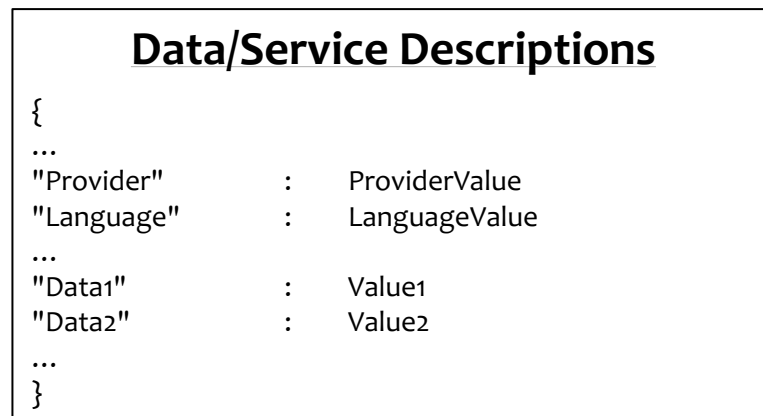 Data/Service Descriptions
{
...
"Provider" : ProviderValue
"Language" : LanguageValue
...
"Data1" : Value1
"Data2" : Value2
...
}